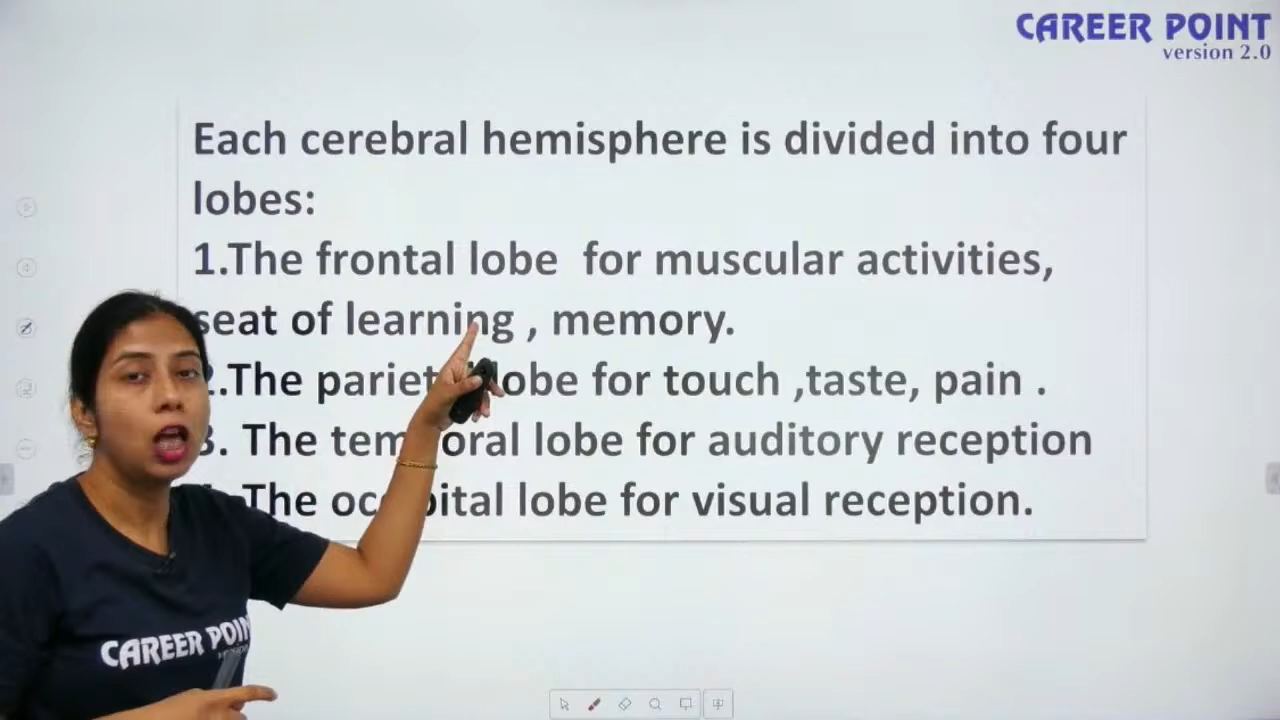 CAREER POINT
version 2.0
Each cerebral hemisphere is divided into four
lobes:
1.The frontal lobe  for muscular activities,
seat of learning , memory.
2.The lobe for touch ,taste, pain .
3. The lobe for auditory reception
The lobe for visual reception.
CAREER POINT